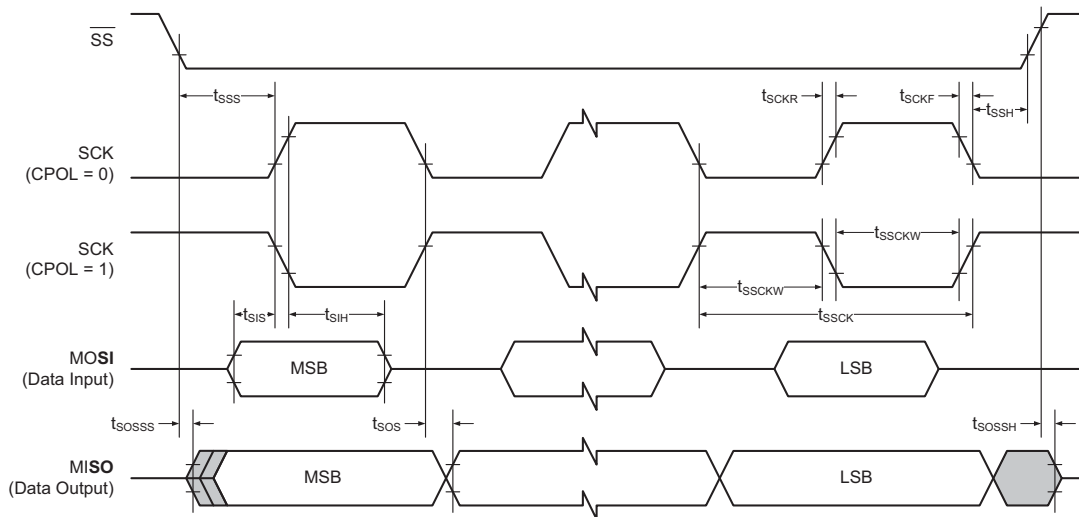 SS
tSSS
tSCKR
tSCKF
tSSH
SCK
(CPOL = 0)
SCK
(CPOL = 1)
tSSCKW
tSSCKW
tSSCK
tSIS
tSIH
MOSI
(Data Input)
MSB
LSB
tSOSSS
tSOS
tSOSSH
MISO
(Data Output)
MSB
LSB